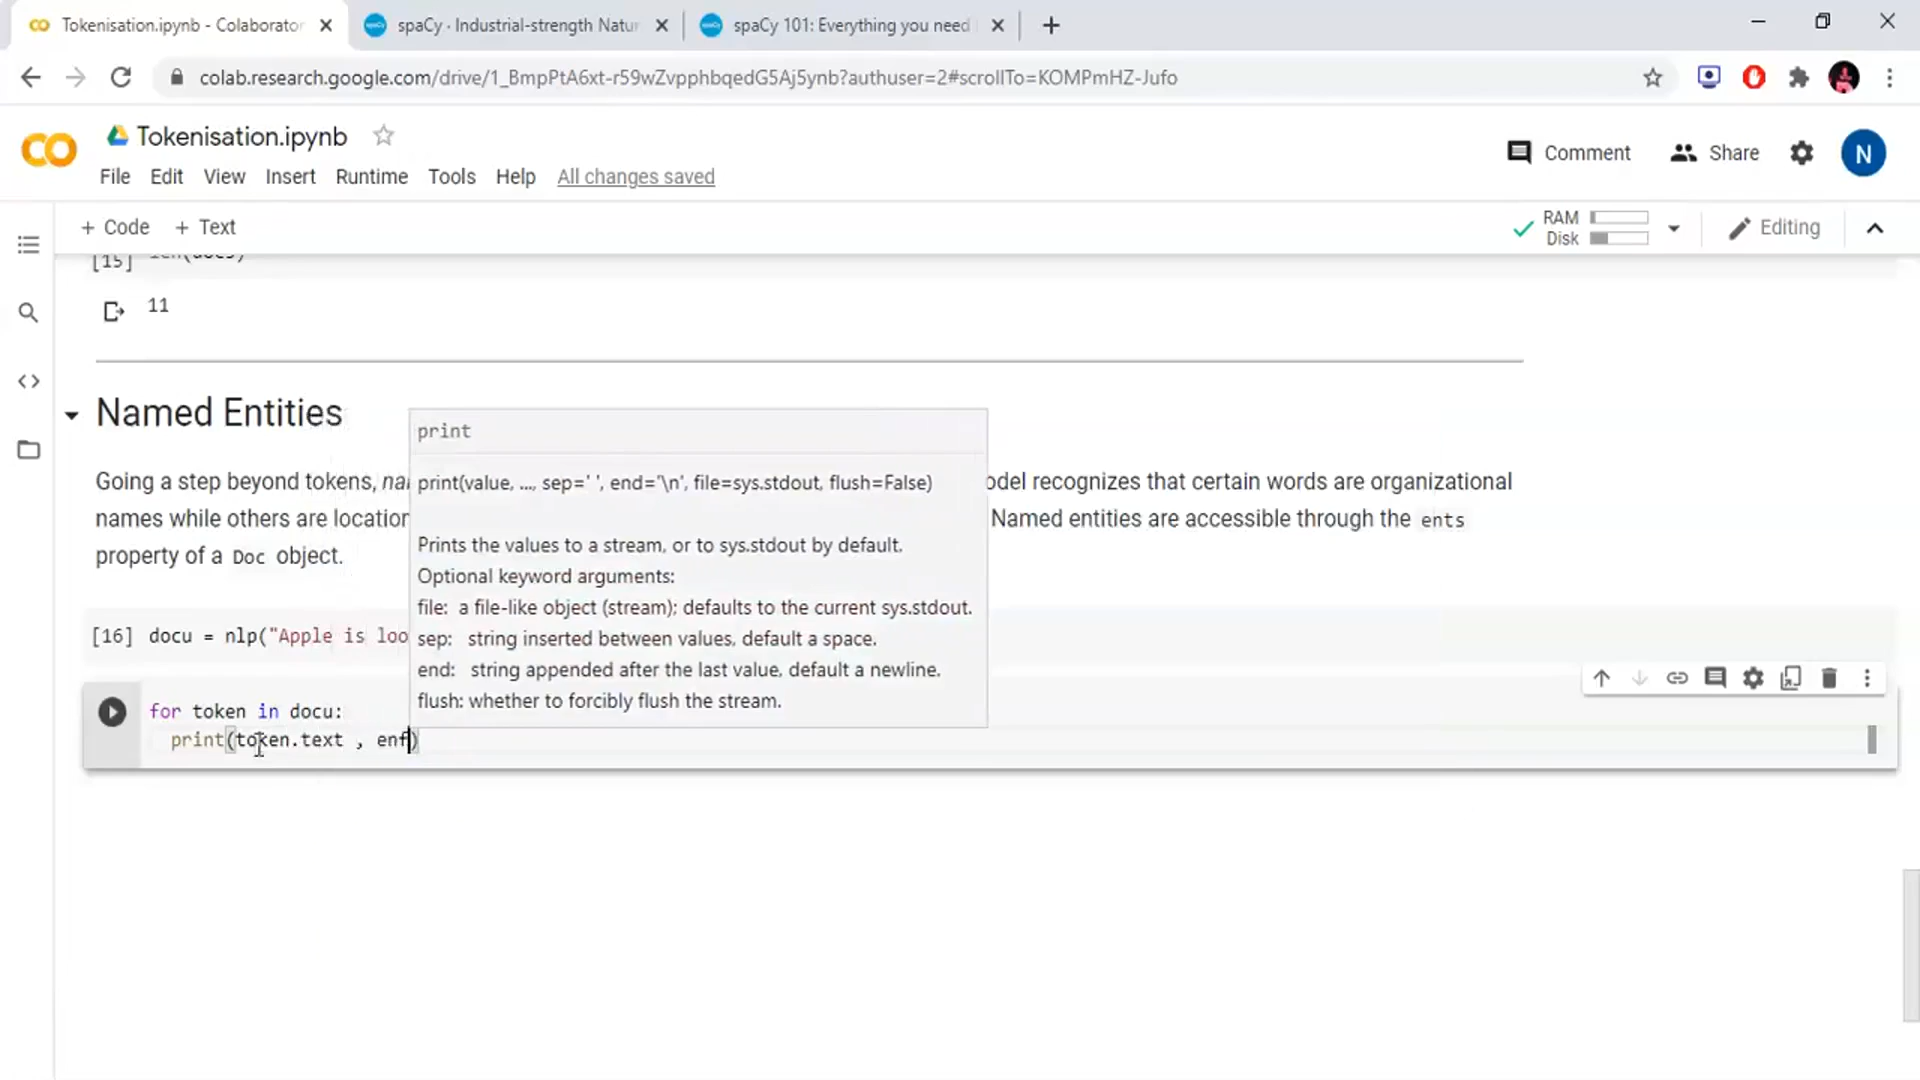 Tokenisation.ipynb - Colaborator
spaCy · Industrial-strength Natur
spaCy 101: Everything you need
colab.research.google.com/drive/1_BmpPtA6xt-r59wZvpphbqedG5Aj5ynb?authuser=2#scrollTo=KOMPmHZ-Jufo
Tokenisation.ipynb
Comment Share N
File Edit View Insert Runtime Tools Help All changes saved
+ Code + Text
RAM
Disk
Editing
[15]
11
Named Entities
print
Going a step beyond tokens,
print(value, ..., sep=' ', end='\n', file=sys.stdout, flush=False)
odel recognizes that certain words are organizational
names while others are location
Named entities are accessible through the ents
property of a Doc object.
Prints the values to a stream, or to sys.stdout by default.
Optional keyword arguments:
file: a file-like object (stream); defaults to the current sys.stdout.
sep: string inserted between values, default a space.
end: string appended after the last value, default a newline.
flush: whether to forcibly flush the stream.
[16] docu = nlp("Apple is loo
for token in docu:
print(token.text , enf)